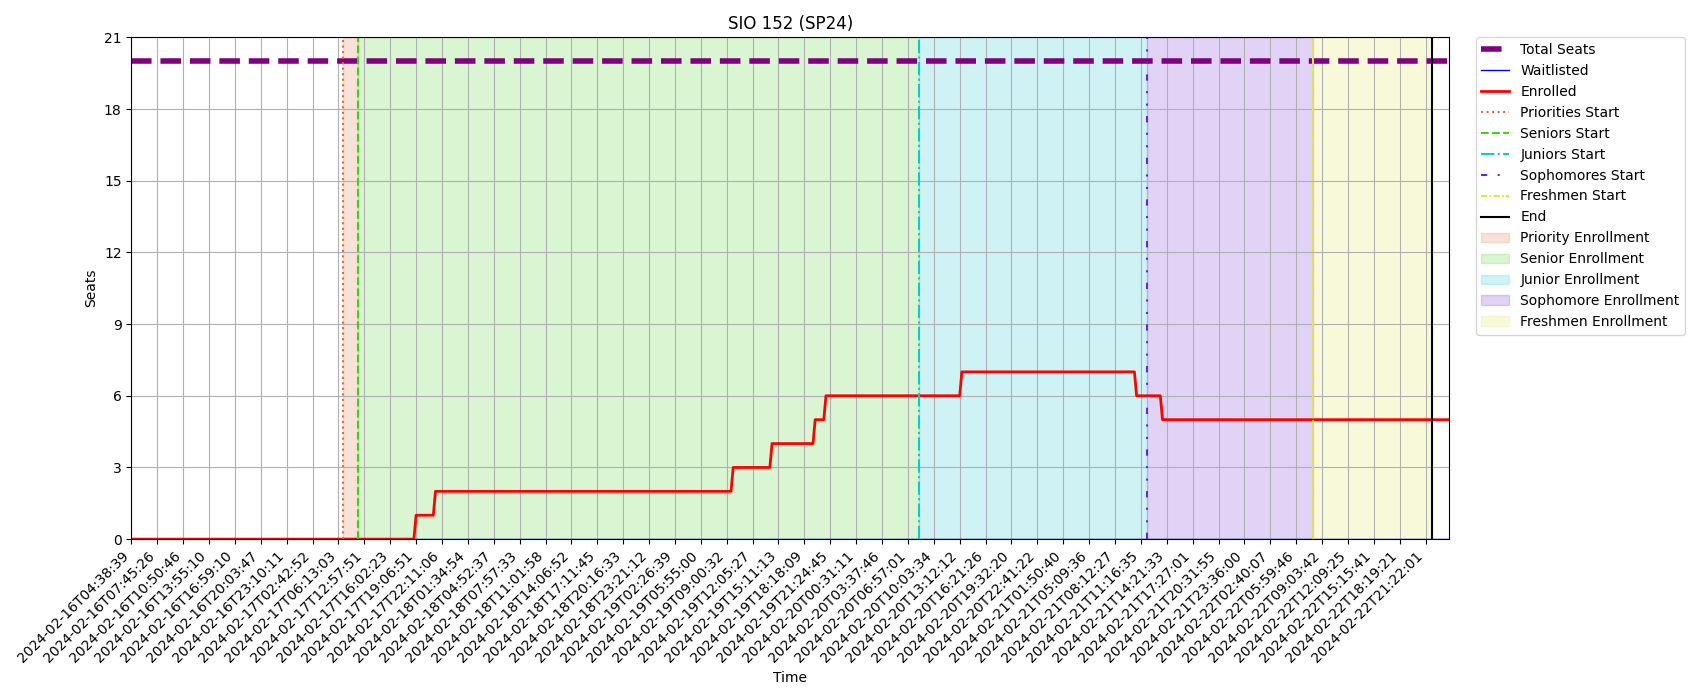 SIO 152 (SP24)
21
18
15
12
9
6
3
0
Seats
2024-02-16T04:38:39
2024-02-16T07:45:26
2024-02-16T10:50:46
2024-02-16T13:55:10
2024-02-16T16:59:10
2024-02-16T20:03:47
2024-02-16T23:10:11
2024-02-17T02:42:52
2024-02-17T06:13:03
2024-02-17T12:57:51
2024-02-17T16:02:23
2024-02-17T19:06:51
2024-02-17T22:11:06
2024-02-18T01:34:54
2024-02-18T04:52:37
2024-02-18T07:57:33
2024-02-18T11:01:58
2024-02-18T14:06:52
2024-02-18T17:11:45
2024-02-18T20:16:33
2024-02-18T23:21:12
2024-02-19T02:26:39
2024-02-19T05:55:00
2024-02-19T09:00:32
2024-02-19T12:05:27
2024-02-19T15:11:13
2024-02-19T18:18:09
2024-02-19T21:24:45
2024-02-20T00:31:11
2024-02-20T03:37:46
2024-02-20T06:57:01
2024-02-20T10:03:34
2024-02-20T13:12:12
2024-02-20T16:21:26
2024-02-20T19:32:20
2024-02-20T22:41:22
2024-02-21T01:50:40
2024-02-21T05:09:36
2024-02-21T08:12:27
2024-02-21T11:16:35
2024-02-21T14:21:33
2024-02-21T17:27:01
2024-02-21T20:31:55
2024-02-21T23:36:00
2024-02-22T02:40:07
2024-02-22T05:59:46
2024-02-22T09:03:42
2024-02-22T12:09:25
2024-02-22T15:15:41
2024-02-22T18:19:21
2024-02-22T21:22:01
Time
Total Seats
Waitlisted
Enrolled
Priorities Start
Seniors Start
Juniors Start
Sophomores Start
Freshmen Start
End
Priority Enrollment
Senior Enrollment
Junior Enrollment
Sophomore Enrollment
Freshmen Enrollment